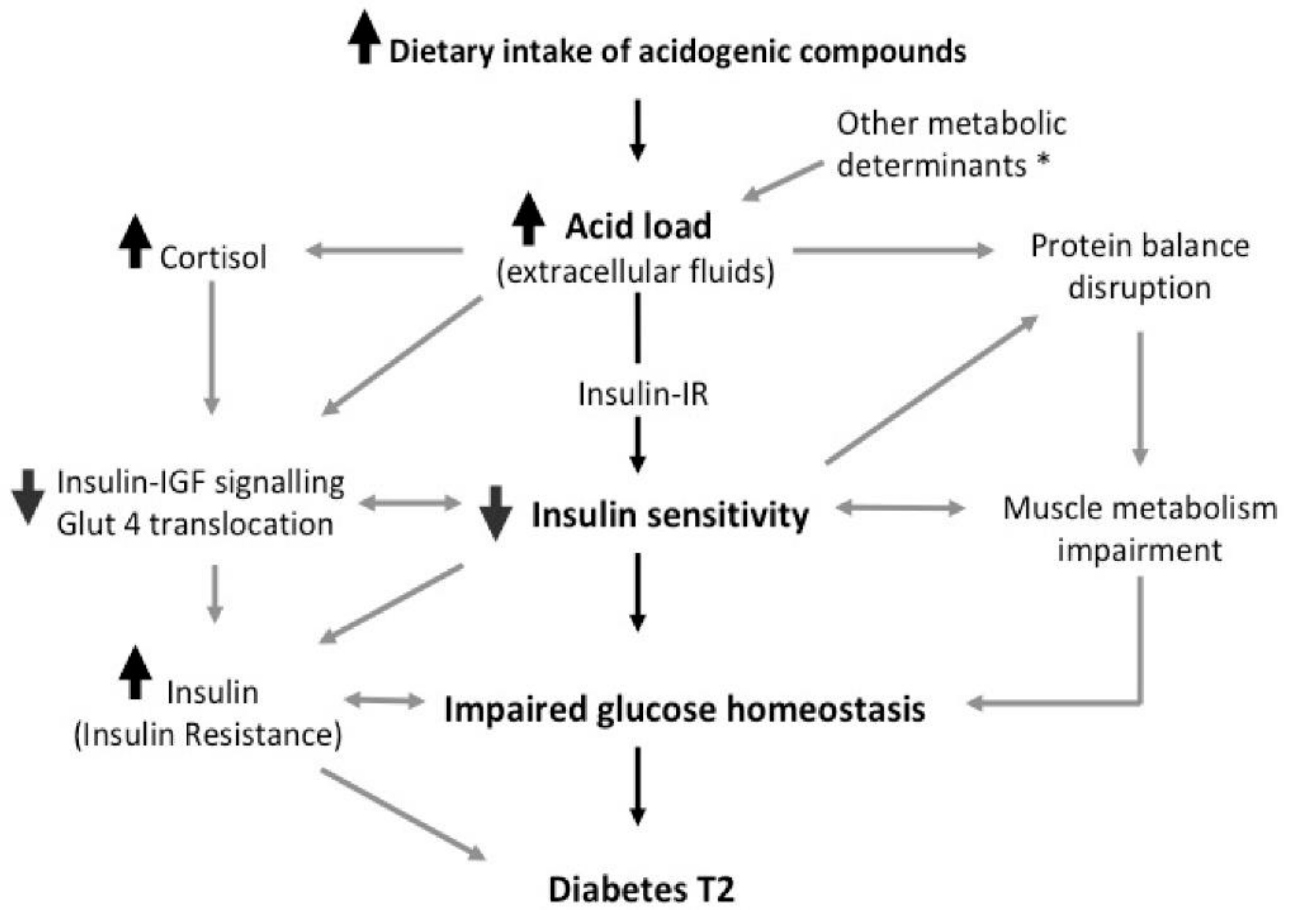 Dietary intake of acidogenic compounds
Other metabolic
determinants *
Acid load
(extracellular fluids)
Cortisol
Protein balance
disruption
Insulin-IR
Insulin-IGF signalling
Glut 4 translocation
Insulin sensitivity
Muscle metabolism
impairment
Insulin
(Insulin Resistance)
Impaired glucose homeostasis
Diabetes T2